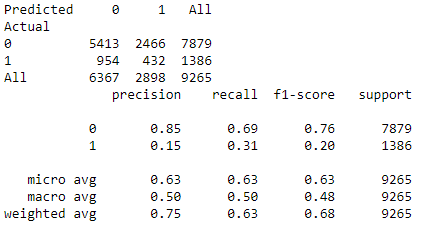 Predicted 0 1 All
Actual
0 5413 2466 7879
1 954 432 1386
All 6367 2898 9265
precision recall f1-score support
0 0.85 0.69 0.76 7879
1 0.15 0.31 0.20 1386
micro avg 0.63 0.63 0.63 9265
macro avg 0.50 0.50 0.48 9265
weighted avg 0.75 0.63 0.68 9265